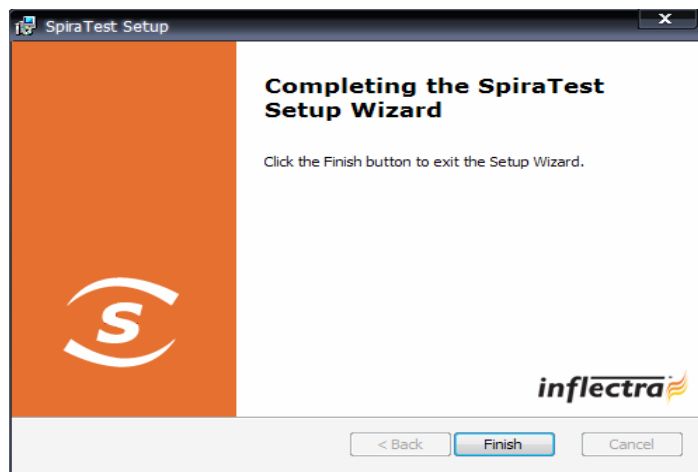 SpiraTest Setup
x
Completing the SpiraTest
Setup Wizard
Click the Finish button to exit the Setup Wizard.
S
inflectra
< Back Finish Cancel